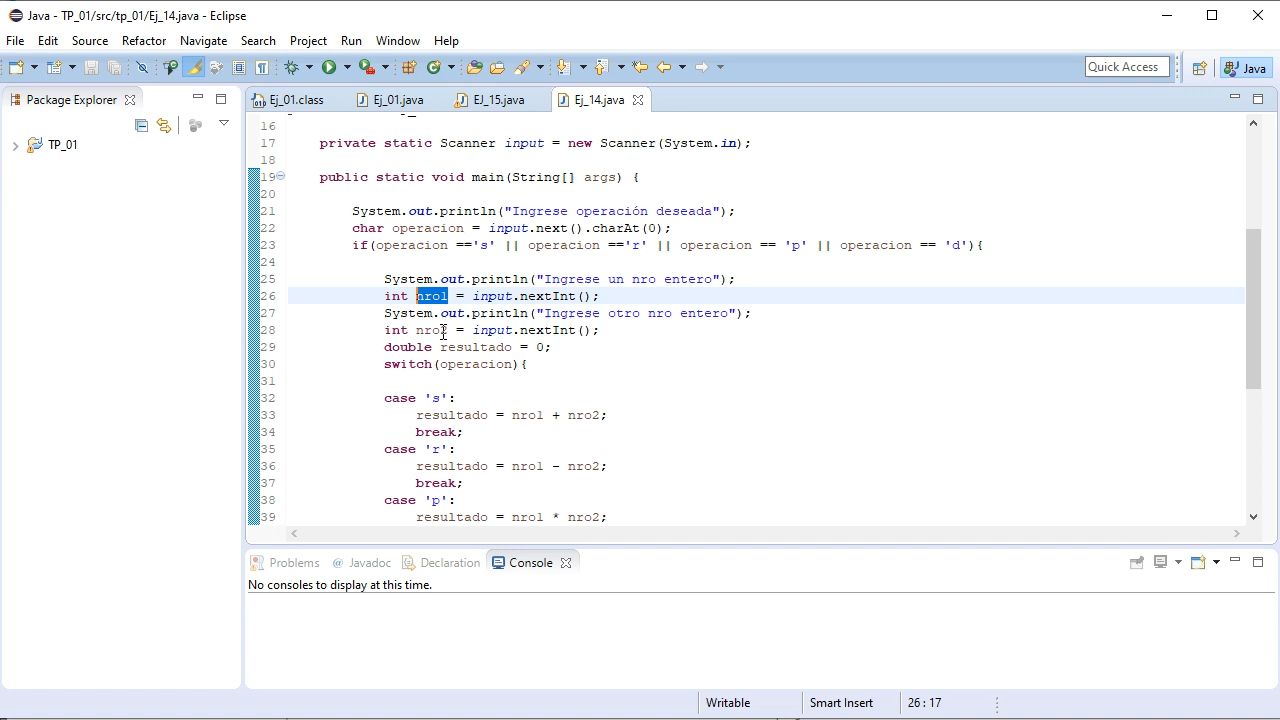 Java - TP_01/src/tp_01/Ej_14.java - Eclipse
File Edit Source Refactor Navigate Search Project Run Window Help
Quick Access Java
Package Explorer Ej_01.class Ej_01.java EJ_15.java Ej_14.java
TP_01
16
17 private static Scanner input = new Scanner(System.in);
18
19 public static void main(String[] args) {
20
21 System.out.println("Ingrese operación deseada");
22 char operacion = input.next().charAt(0);
23 if(operacion =='s' || operacion =='r' || operacion == 'p' || operacion == 'd'){
24
25 System.out.println("Ingrese un nro entero");
26 int nro1 = input.nextInt();
27 System.out.println("Ingrese otro nro entero");
28 int nro2 = input.nextInt();
29 double resultado = 0;
30 switch(operacion){
31
32 case 's':
33 resultado = nro1 + nro2;
34 break;
35 case 'r':
36 resultado = nro1 - nro2;
37 break;
38 case 'p':
39 resultado = nro1 * nro2;
Problems @ Javadoc Declaration Console
No consoles to display at this time.
Writable Smart Insert 26 : 17